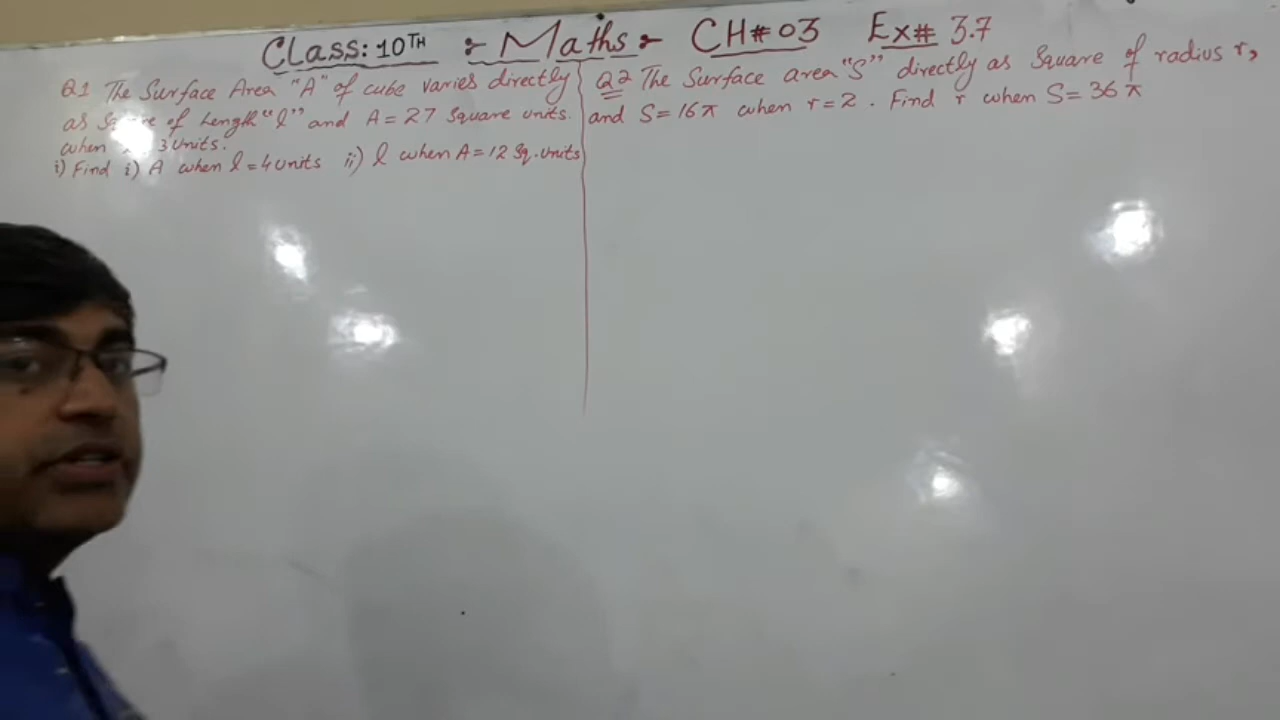 CLASS: 10TH :- Maths :- CH# 03 Ex# 3.7
Q1 The Surface Area "A" of cube varies directly
as of Length "l" and A = 27 Square units.
when 3 units.
i) Find i) A when l = 4 units ii) l when A = 12 Sq. units
Q2 The Surface area "S" directly as Square of radius r,
and S = 16π when r = 2 . Find r when S = 36 π